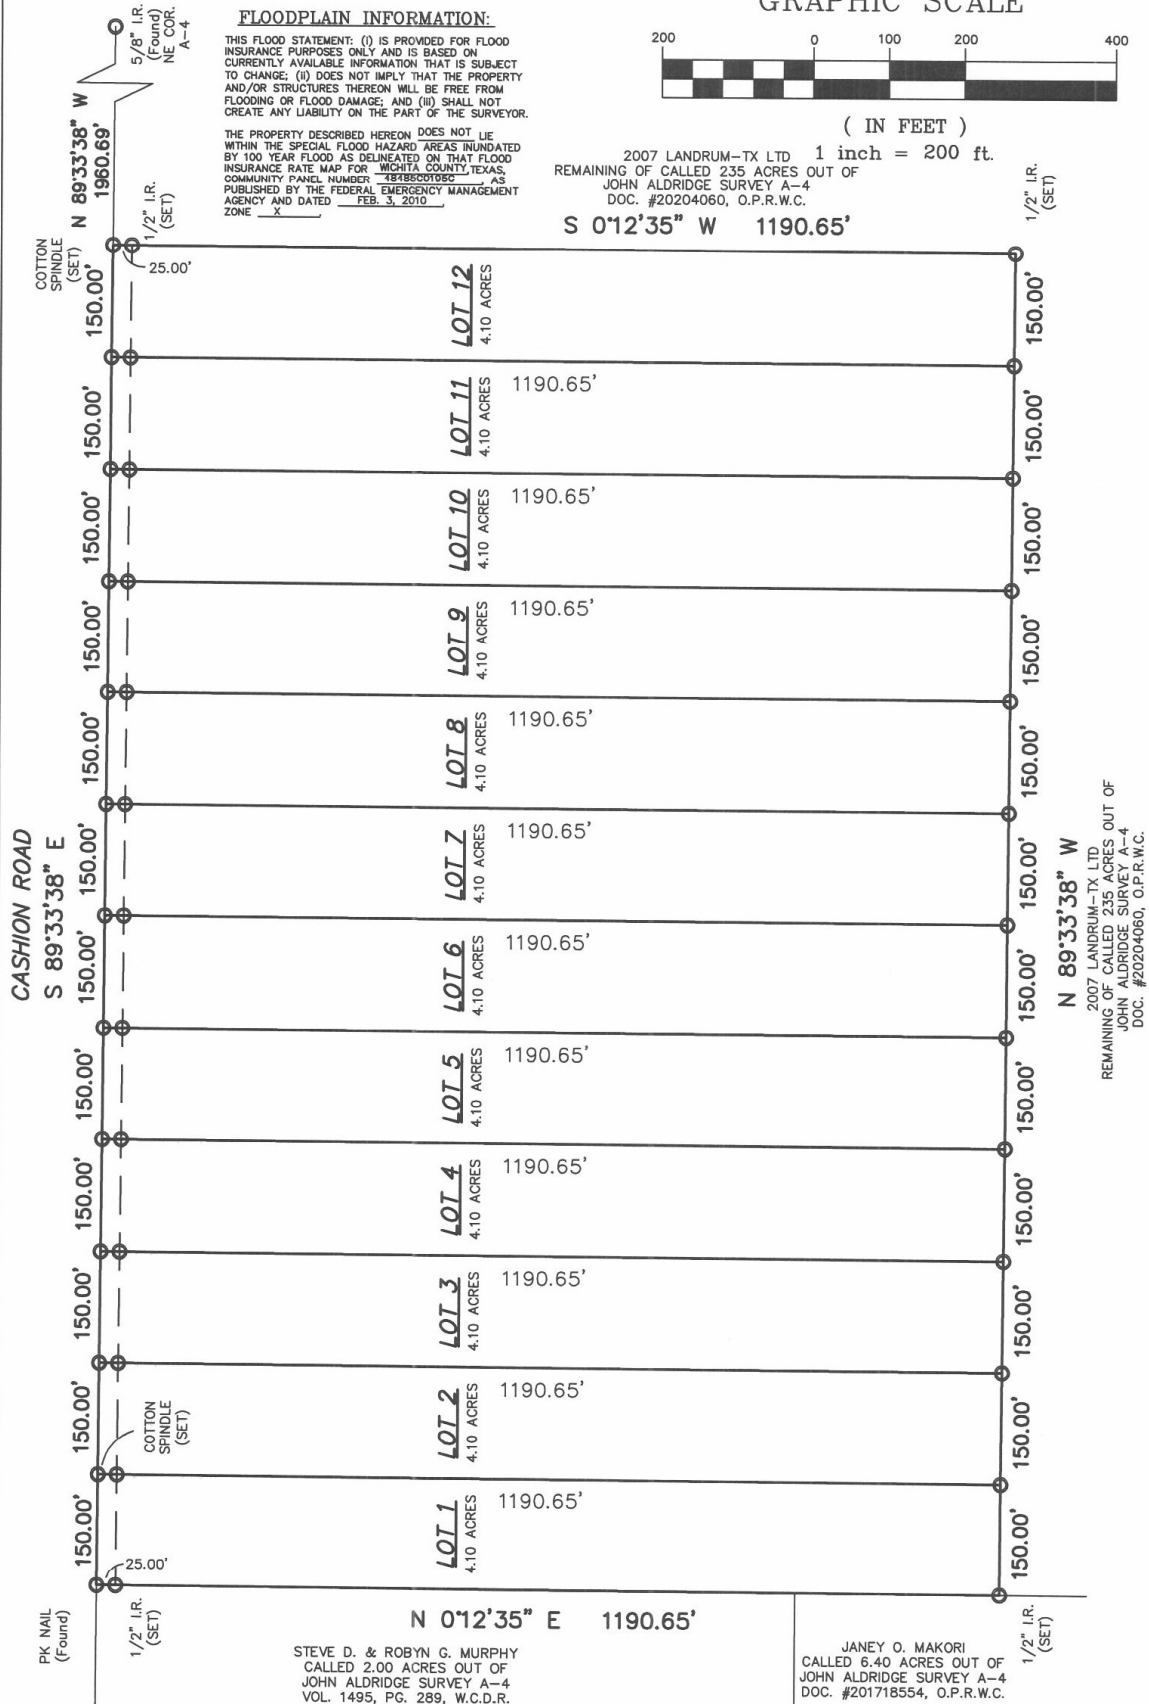 GRAPHIC SCALE
200 0 100 200 400
( IN FEET )
1 inch = 200 ft.
FLOODPLAIN INFORMATION:
THIS FLOOD STATEMENT: (i) IS PROVIDED FOR FLOOD
INSURANCE PURPOSES ONLY AND IS BASED ON
CURRENTLY AVAILABLE INFORMATION THAT IS SUBJECT
TO CHANGE; (ii) DOES NOT IMPLY THAT THE PROPERTY
AND/OR STRUCTURES THEREON WILL BE FREE FROM
FLOODING OR FLOOD DAMAGE; AND (iii) SHALL NOT
CREATE ANY LIABILITY ON THE PART OF THE SURVEYOR.
THE PROPERTY DESCRIBED HEREON DOES NOT LIE
WITHIN THE SPECIAL FLOOD HAZARD AREAS INUNDATED
BY 100 YEAR FLOOD AS DELINEATED ON THAT FLOOD
INSURANCE RATE MAP FOR WICHITA COUNTY, TEXAS,
COMMUNITY PANEL NUMBER 48485C0105C, AS
PUBLISHED BY THE FEDERAL EMERGENCY MANAGEMENT
AGENCY AND DATED FEB. 3, 2010,
ZONE X,
5/8" I.R.
(Found)
NE COR.
A-4
N 89°33'38" W
1960.69'
1/2" I.R.
(SET)
COTTON
SPINDLE
(SET)
25.00'
2007 LANDRUM-TX LTD
REMAINING OF CALLED 235 ACRES OUT OF
JOHN ALDRIDGE SURVEY A-4
DOC. #20204060, O.P.R.W.C.
S 0°12'35" W 1190.65'
1/2" I.R.
(SET)
150.00' LOT 12 150.00'
4.10 ACRES
1190.65'
150.00' LOT 11 150.00'
4.10 ACRES
1190.65'
150.00' LOT 10 150.00'
4.10 ACRES
1190.65'
150.00' LOT 9 150.00'
4.10 ACRES
1190.65'
150.00' LOT 8 150.00'
4.10 ACRES
1190.65'
150.00' LOT 7 150.00'
4.10 ACRES
1190.65'
150.00' LOT 6 150.00'
4.10 ACRES
1190.65'
150.00' LOT 5 150.00'
4.10 ACRES
1190.65'
150.00' LOT 4 150.00'
4.10 ACRES
1190.65'
150.00' LOT 3 150.00'
4.10 ACRES
1190.65'
150.00' LOT 2 150.00'
4.10 ACRES
1190.65'
150.00' LOT 1 150.00'
4.10 ACRES
CASHION ROAD
S 89°33'38" E
N 89°33'38" W
2007 LANDRUM-TX LTD
REMAINING OF CALLED 235 ACRES OUT OF
JOHN ALDRIDGE SURVEY A-4
DOC. #20204060, O.P.R.W.C.
COTTON
SPINDLE
(SET)
25.00'
PK NAIL
(Found)
1/2" I.R.
(SET)
N 0°12'35" E 1190.65'
1/2" I.R.
(SET)
STEVE D. & ROBYN G. MURPHY
CALLED 2.00 ACRES OUT OF
JOHN ALDRIDGE SURVEY A-4
VOL. 1495, PG. 289, W.C.D.R.
JANEY O. MAKORI
CALLED 6.40 ACRES OUT OF
JOHN ALDRIDGE SURVEY A-4
DOC. #201718554, O.P.R.W.C.